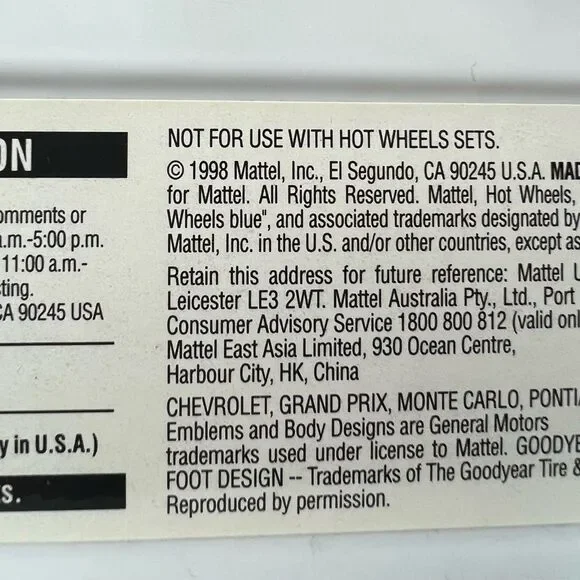 ON
omments or
a.m.-5:00 p.m.
11:00 a.m.-
sting.
CA 90245 USA
y in U.S.A.)
S.
NOT FOR USE WITH HOT WHEELS SETS.
© 1998 Mattel, Inc., El Segundo, CA 90245 U.S.A. MAD
for Mattel. All Rights Reserved. Mattel, Hot Wheels,
Wheels blue", and associated trademarks designated by
Mattel, Inc. in the U.S. and/or other countries, except as
Retain this address for future reference: Mattel U
Leicester LE3 2WT. Mattel Australia Pty., Ltd., Port
Consumer Advisory Service 1800 800 812 (valid onl
Mattel East Asia Limited, 930 Ocean Centre,
Harbour City, HK, China
CHEVROLET, GRAND PRIX, MONTE CARLO, PONTIA
Emblems and Body Designs are General Motors
trademarks used under license to Mattel. GOODYE
FOOT DESIGN -- Trademarks of The Goodyear Tire &
Reproduced by permission.